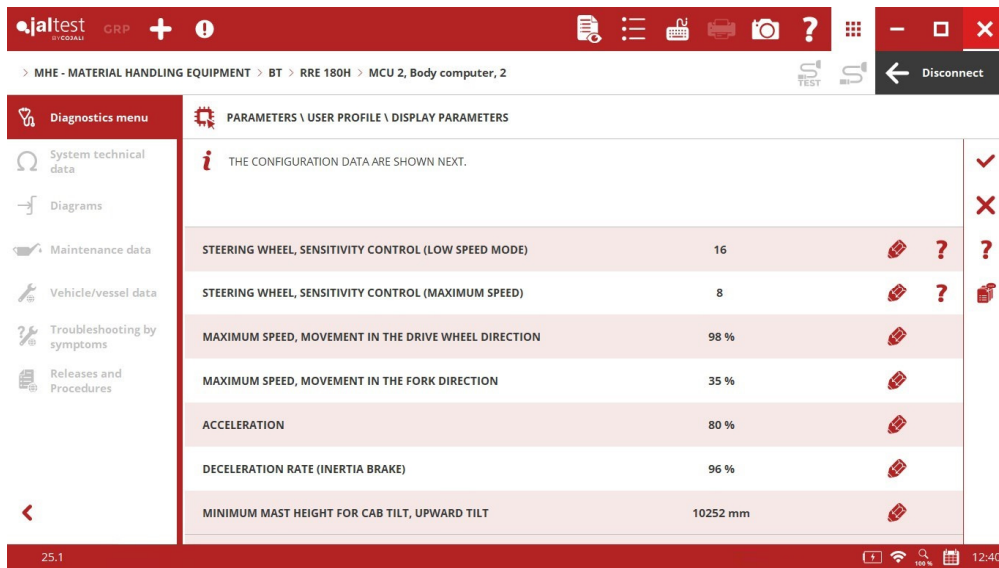 jaltest GRP
BY COJALI
TEST
> MHE - MATERIAL HANDLING EQUIPMENT > BT > RRE 180H > MCU 2, Body computer, 2
Disconnect
Diagnostics menu
PARAMETERS \ USER PROFILE \ DISPLAY PARAMETERS
System technical
data
THE CONFIGURATION DATA ARE SHOWN NEXT.
Diagrams
Maintenance data
Vehicle/vessel data
Troubleshooting by
symptoms
Releases and
Procedures
STEERING WHEEL, SENSITIVITY CONTROL (LOW SPEED MODE) 16
STEERING WHEEL, SENSITIVITY CONTROL (MAXIMUM SPEED) 8
MAXIMUM SPEED, MOVEMENT IN THE DRIVE WHEEL DIRECTION 98 %
MAXIMUM SPEED, MOVEMENT IN THE FORK DIRECTION 35 %
ACCELERATION 80 %
DECELERATION RATE (INERTIA BRAKE) 96 %
MINIMUM MAST HEIGHT FOR CAB TILT, UPWARD TILT 10252 mm
25.1
100 %
12:40